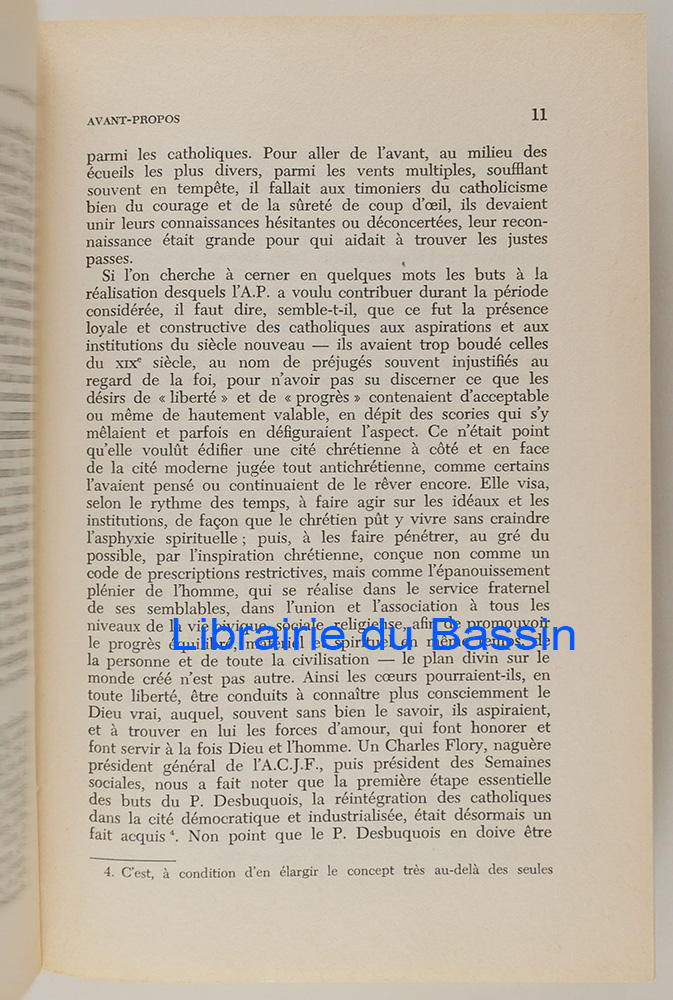 AVANT-PROPOS 11
parmi les catholiques. Pour aller de l'avant, au milieu des
écueils les plus divers, parmi les vents multiples, soufflant
souvent en tempête, il fallait aux timoniers du catholicisme
bien du courage et de la sûreté de coup d'œil, ils devaient
unir leurs connaissances hésitantes ou déconcertées, leur recon-
naissance était grande pour qui aidait à trouver les justes
passes.
Si l'on cherche à cerner en quelques mots les buts à la
réalisation desquels l'A.P. a voulu contribuer durant la période
considérée, il faut dire, semble-t-il, que ce fut la présence
loyale et constructive des catholiques aux aspirations et aux
institutions du siècle nouveau — ils avaient trop boudé celles
du XIXe siècle, au nom de préjugés souvent injustifiés au
regard de la foi, pour n'avoir pas su discerner ce que les
désirs de « liberté » et de « progrès » contenaient d'acceptable
ou même de hautement valable, en dépit des scories qui s'y
mêlaient et parfois en défiguraient l'aspect. Ce n'était point
qu'elle voulût édifier une cité chrétienne à côté et en face
de la cité moderne jugée tout antichrétienne, comme certains
l'avaient pensé ou continuaient de le rêver encore. Elle visa,
selon le rythme des temps, à faire agir sur les idéaux et les
institutions, de façon que le chrétien pût y vivre sans craindre
l'asphyxie spirituelle ; puis, à les faire pénétrer, au gré du
possible, par l'inspiration chrétienne, conçue non comme un
code de prescriptions restrictives, mais comme l'épanouissement
plénier de l'homme, qui se réalise dans le service fraternel
de ses semblables, dans l'union et l'association à tous les
niveaux de la vie civique, sociale, religieuse, afin de promouvoir
Librairie du Bassin
le progrès équilibré, matériel et spirituel en même temps, de
la personne et de toute la civilisation — le plan divin sur le
monde créé n'est pas autre. Ainsi les cœurs pourraient-ils, en
toute liberté, être conduits à connaître plus consciemment le
Dieu vrai, auquel, souvent sans bien le savoir, ils aspiraient,
et à trouver en lui les forces d'amour, qui font honorer et
font servir à la fois Dieu et l'homme. Un Charles Flory, naguère
président général de l'A.C.J.F., puis président des Semaines
sociales, nous a fait noter que la première étape essentielle
des buts du P. Desbuquois, la réintégration des catholiques
dans la cité démocratique et industrialisée, était désormais un
fait acquis 4. Non point que le P. Desbuquois en doive être
4. C'est, à condition d'en élargir le concept très au-delà des seules